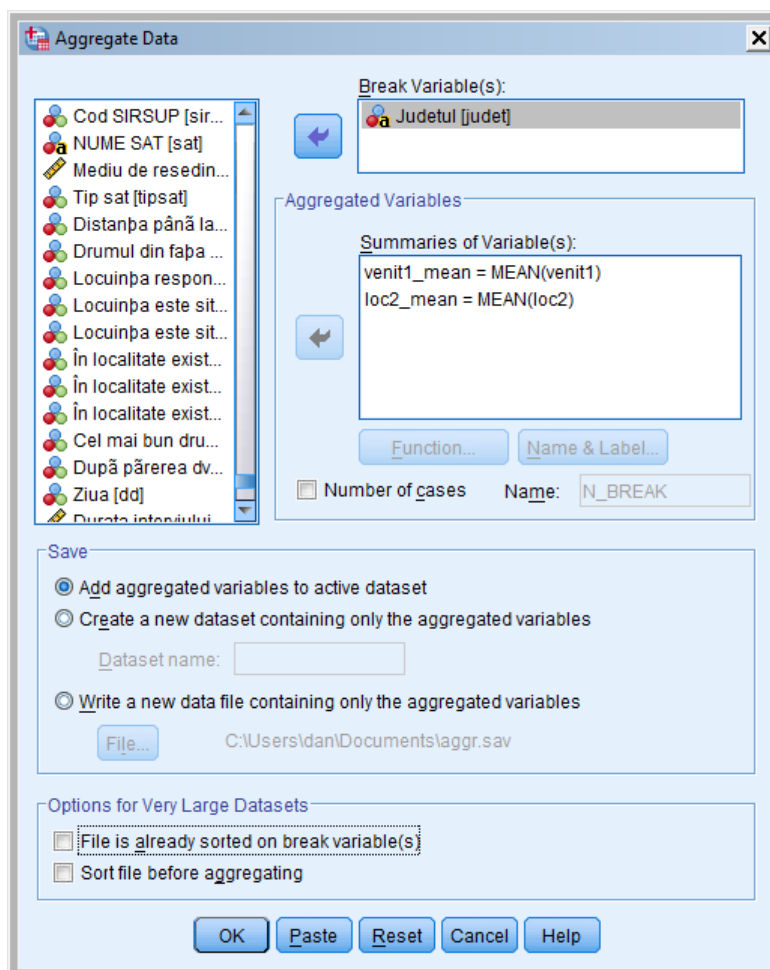 Aggregate Data
Cod SIRSUP [sir...
NUME SAT [sat]
Mediu de resedin...
Tip sat [tipsat]
Distanþa până la...
Drumul din faþa ...
Locuinþa respon...
Locuinþa este sit...
Locuinþa este sit...
În localitate exist...
În localitate exist...
În localitate exist...
Cel mai bun dru...
După părerea dv...
Ziua [dd]
Durata interviului
Break Variable(s):
Judetul [judet]
Aggregated Variables
Summaries of Variable(s):
venit1_mean = MEAN(venit1)
loc2_mean = MEAN(loc2)
Function...
Name & Label...
Number of cases
Name:
N_BREAK
Save
Add aggregated variables to active dataset
Create a new dataset containing only the aggregated variables
Dataset name:
Write a new data file containing only the aggregated variables
File...
C:\Users\dan\Documents\aggr.sav
Options for Very Large Datasets
File is already sorted on break variable(s)
Sort file before aggregating
OK
Paste
Reset
Cancel
Help